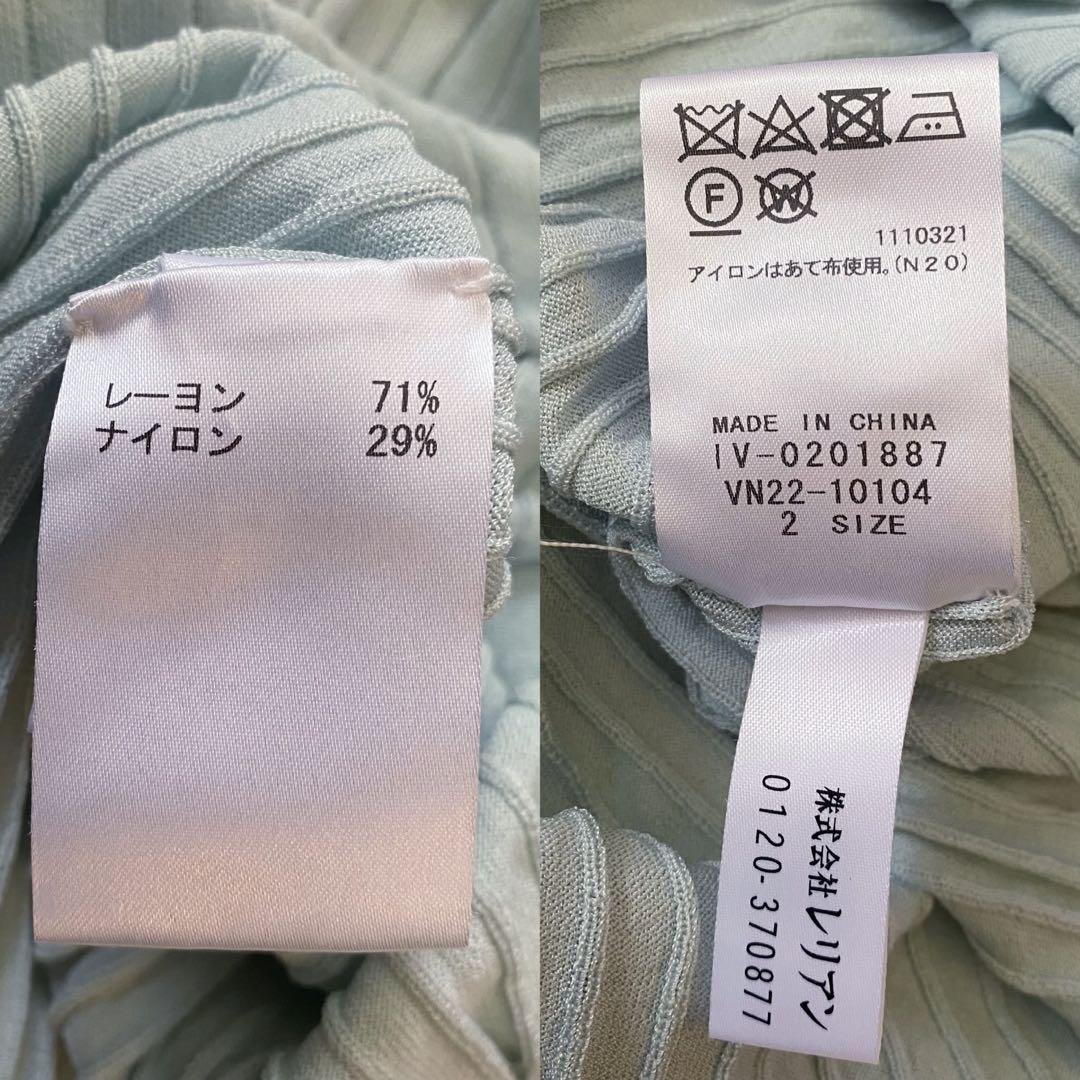 レーヨン 71%
ナイロン 29%
F
W
1110321
アイロンはあて布使用。(N20)
MADE IN CHINA
IV-0201887
VN22-10104
2 SIZE
株式会社レリアン
0120-370877